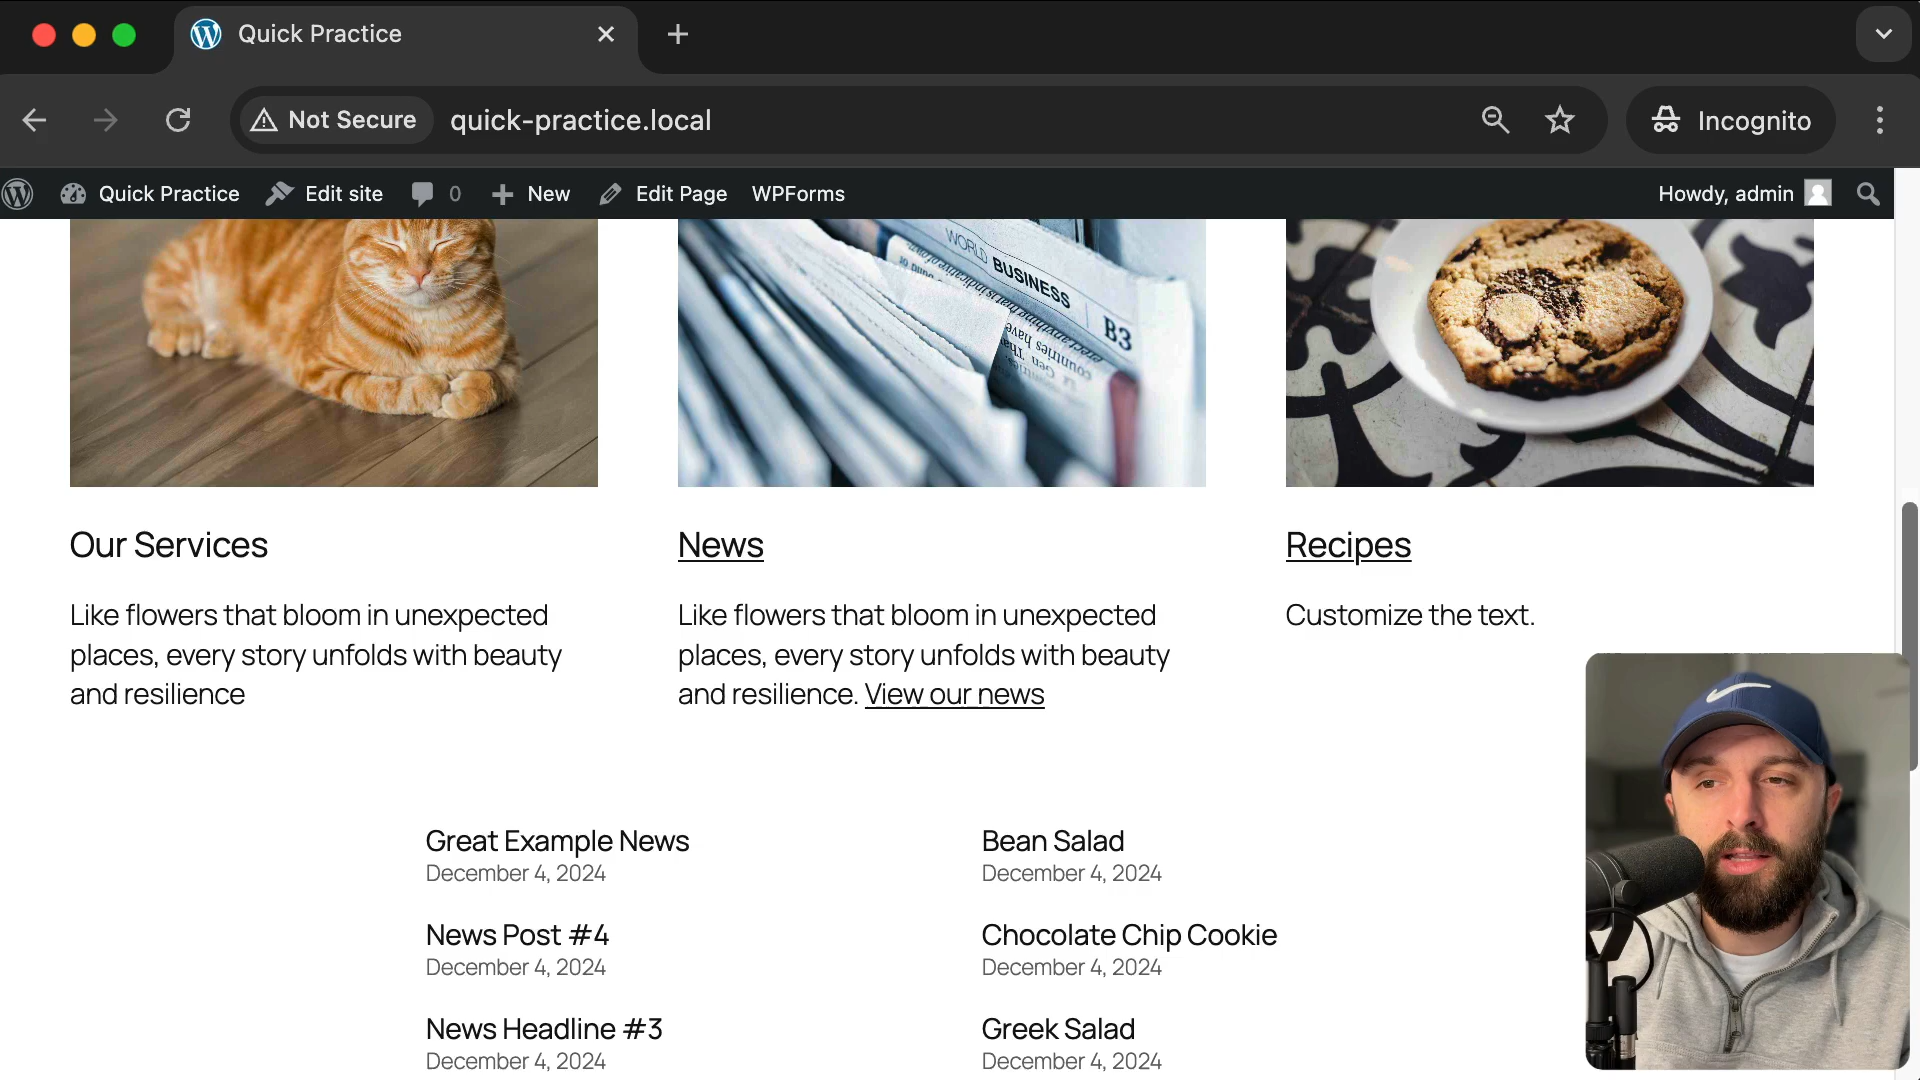 Quick Practice
Not Secure quick-practice.local
Incognito
Quick Practice Edit site 0 New Edit Page WPForms
Howdy, admin
WORLD BUSINESS
B3
Our Services
Like flowers that bloom in unexpected
places, every story unfolds with beauty
and resilience
News
Like flowers that bloom in unexpected
places, every story unfolds with beauty
and resilience. View our news
Recipes
Customize the text.
Great Example News
December 4, 2024
News Post #4
December 4, 2024
News Headline #3
December 4, 2024
Bean Salad
December 4, 2024
Chocolate Chip Cookie
December 4, 2024
Greek Salad
December 4, 2024